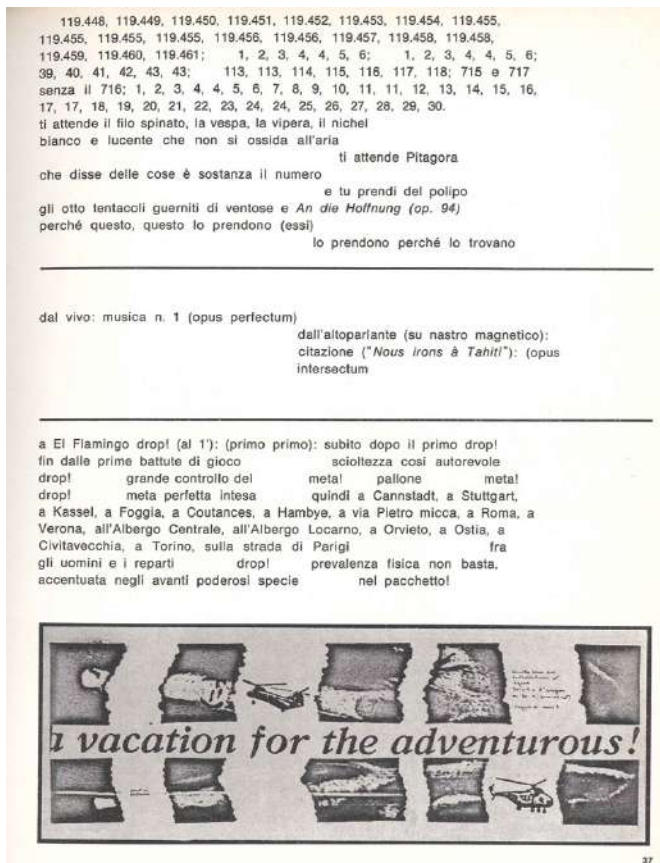 119.448, 119.449, 119.450, 119.451, 119.452, 119.453, 119.454, 119.455,
119.455, 119.455, 119.455, 119.456, 119.456, 119.457, 119.458, 119.458,
119.459, 119.460, 119.461; 1, 2, 3, 4, 4, 5, 6; 1, 2, 3, 4, 4, 5, 6;
39, 40, 41, 42, 43, 43; 113, 113, 114, 115, 116, 117, 118; 715 e 717
senza il 716; 1, 2, 3, 4, 4, 5, 6, 7, 8, 9, 10, 11, 11, 12, 13, 14, 15, 16,
17, 17, 18, 19, 20, 21, 22, 23, 24, 24, 25, 26, 27, 28, 29, 30.
ti attende il filo spinato, la vespa, la vipera, il nichel
bianco e lucente che non si ossida all'aria
ti attende Pitagora
che disse delle cose è sostanza il numero
e tu prendi del polipo
gli otto tentacoli guerniti di ventose e An die Hoffnung (op. 94)
perché questo, questo lo prendono (essi)
lo prendono perché lo trovano
dal vivo: musica n. 1 (opus perfectum)
dall'altoparlante (su nastro magnetico):
citazione ("Nous irons à Tahiti"): (opus
intersectum
a El Flamingo drop! (al 1'): (primo primo): subito dopo il primo drop!
fin dalle prime battute di gioco scioltezza così autorevole
drop! grande controllo del meta! pallone meta!
drop! meta perfetta intesa quindi a Cannstadt, a Stuttgart,
a Kassel, a Foggia, a Coutances, a Hambye, a via Pietro micca, a Roma, a
Verona, all'Albergo Centrale, all'Albergo Locarno, a Orvieto, a Ostia, a
Civitavecchia, a Torino, sulla strada di Parigi fra
gli uomini e i reparti drop! prevalenza fisica non basta,
accentuata negli avanti poderosi specie nel pacchetto!
a vacation for the adventurous!
37